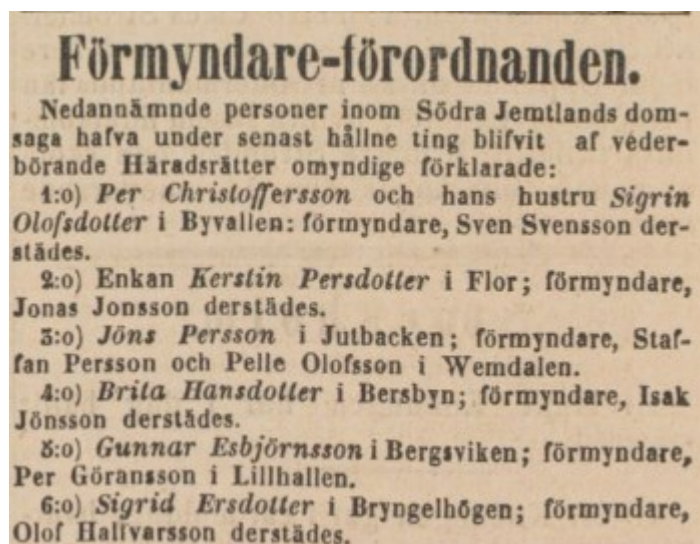 Förmyndare-förordnanden.
Nedannämnde personer inom Södra Jemtlands dom-
saga hafva under senast hållne ting blifvit af veder-
börande Häradsrätter omyndige förklarade:
1:o) Per Christoffersson och hans hustru Sigrin
Olofsdotter i Byvallen: förmyndare, Sven Svensson der-
städes.
2:o) Enkan Kerstin Persdotter i Flor; förmyndare,
Jonas Jonsson derstädes.
3:o) Jöns Persson i Jutbacken; förmyndare, Staf-
fan Persson och Pelle Olofsson i Wemdalen.
4:o) Brita Hansdotter i Bersbyn; förmyndare, Isak
Jönsson derstädes.
5:o) Gunnar Esbjörnsson i Bergsviken; förmyndare,
Per Göransson i Lillhallen.
6:o) Sigrid Ersdotter i Bryngelhögen; förmyndare,
Olof Hallvarsson derstädes.